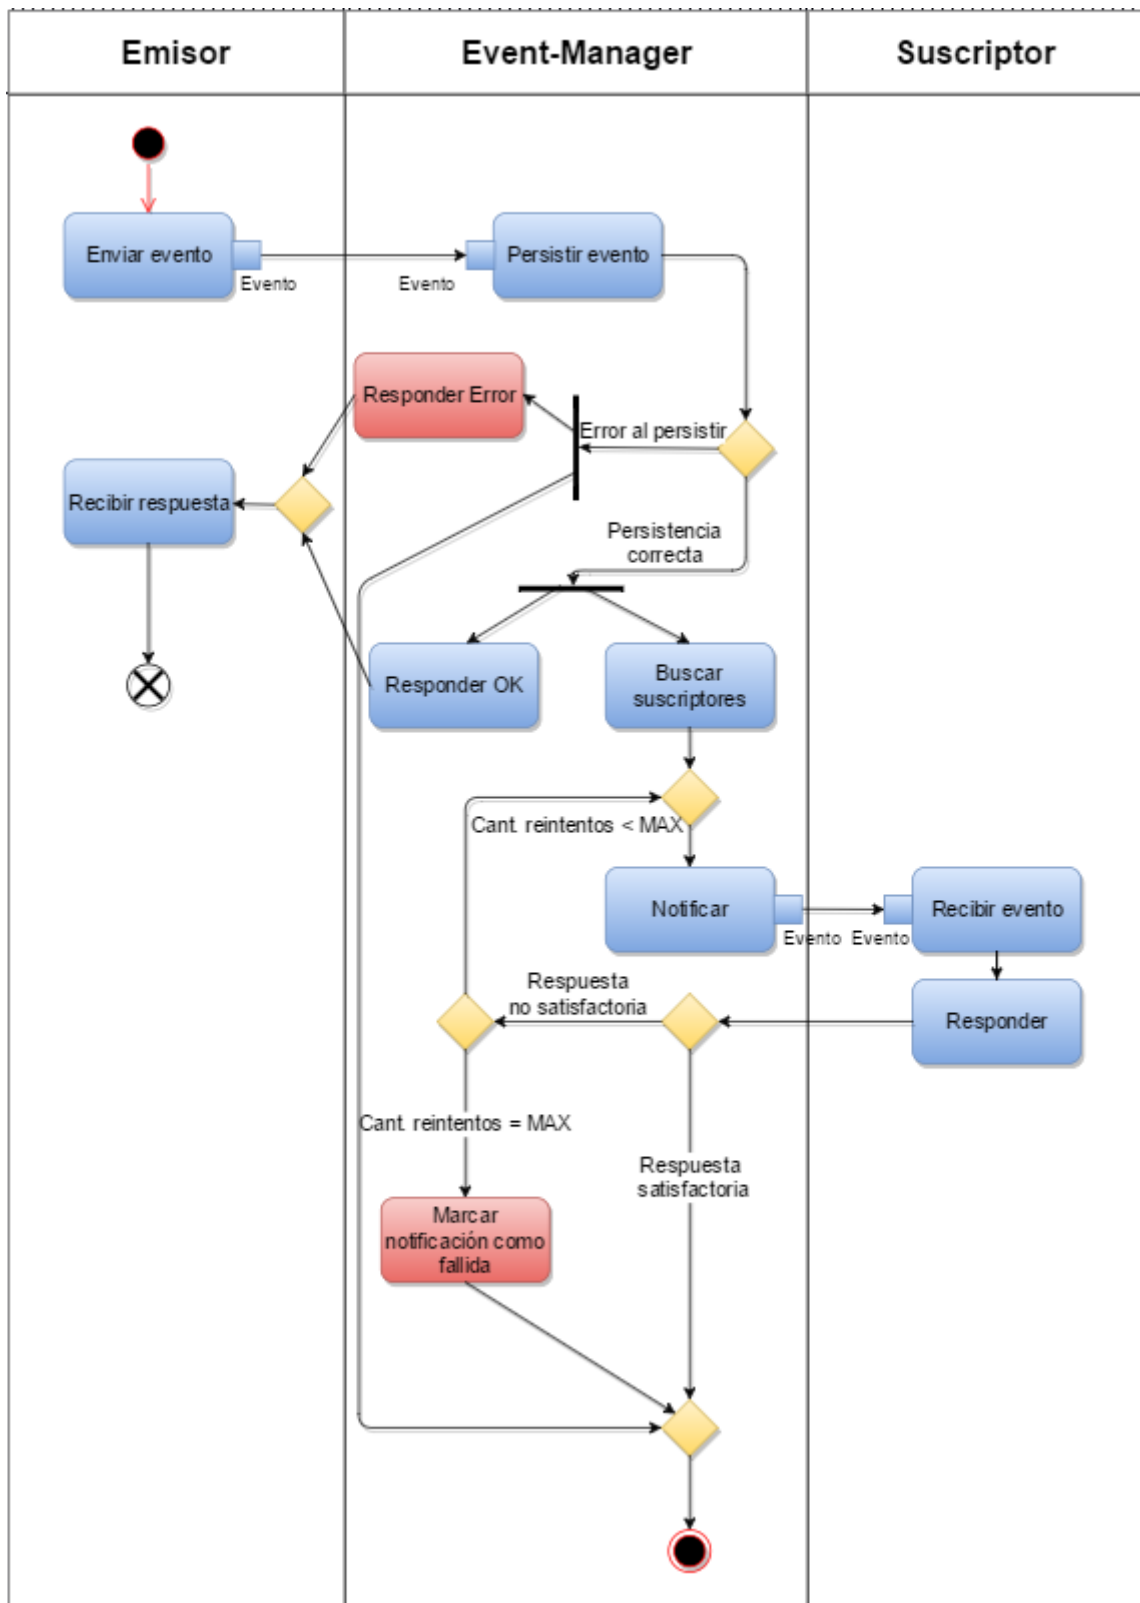 Emisor
Event-Manager
Suscriptor
Enviar evento
Evento
Evento
Persistir evento
Responder Error
Error al persistir
Recibir respuesta
Persistencia
correcta
Responder OK
Buscar
suscriptores
Cant. reintentos < MAX
Notificar
Evento
Evento
Recibir evento
Respuesta
no satisfactoria
Responder
Cant. reintentos = MAX
Respuesta
satisfactoria
Marcar
notificación como
fallida